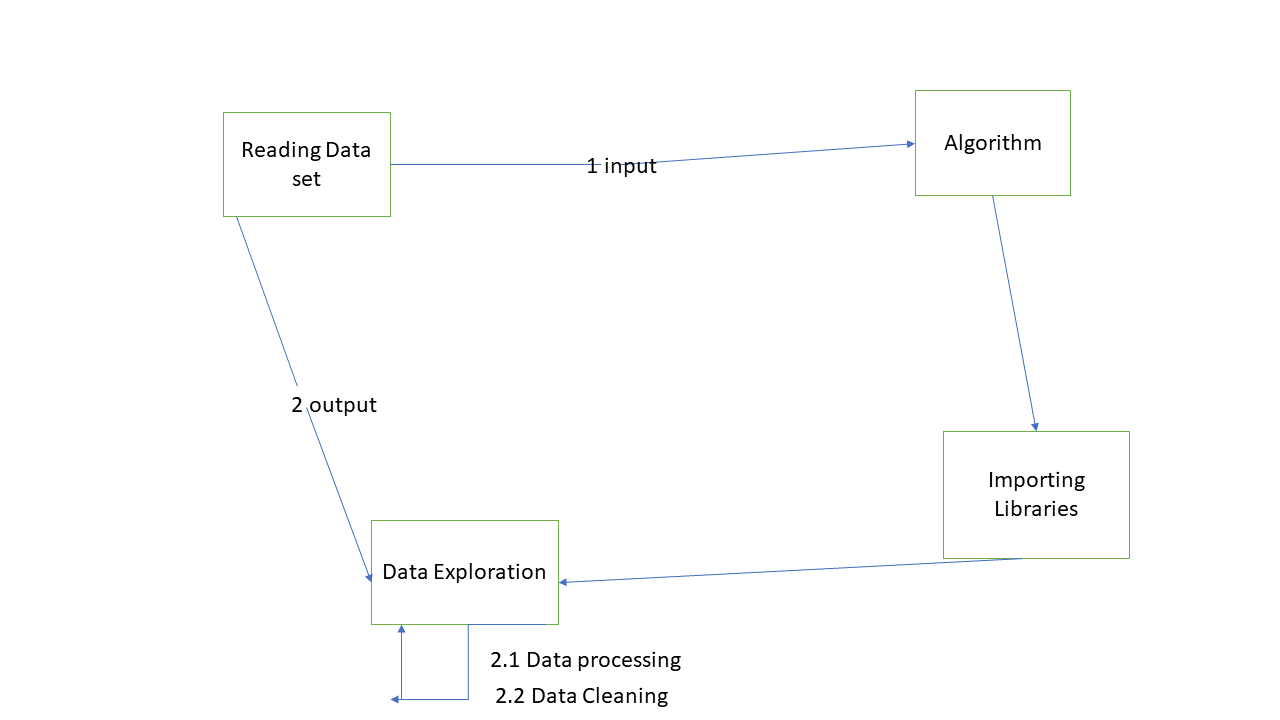 Reading Data
set
1 input
Algorithm
2 output
Importing
Libraries
Data Exploration
2.1 Data processing
2.2 Data Cleaning